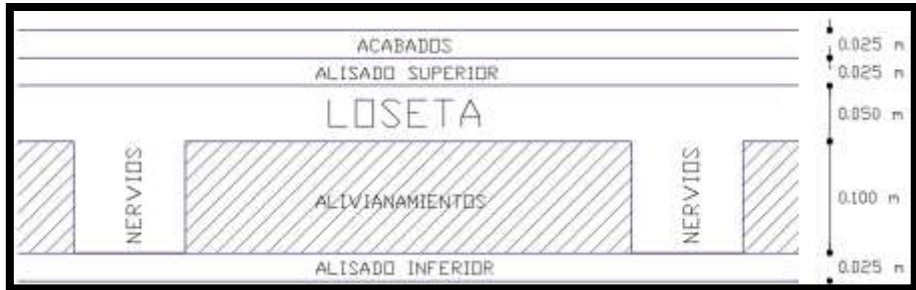 ACABADOS
0.025 m
ALISADO SUPERIOR
0.025 m
LOSETA
0.050 m
NERVIOS
ALIVIANAMIENTOS
NERVIOS
0.100 m
ALISADO INFERIOR
0.025 m